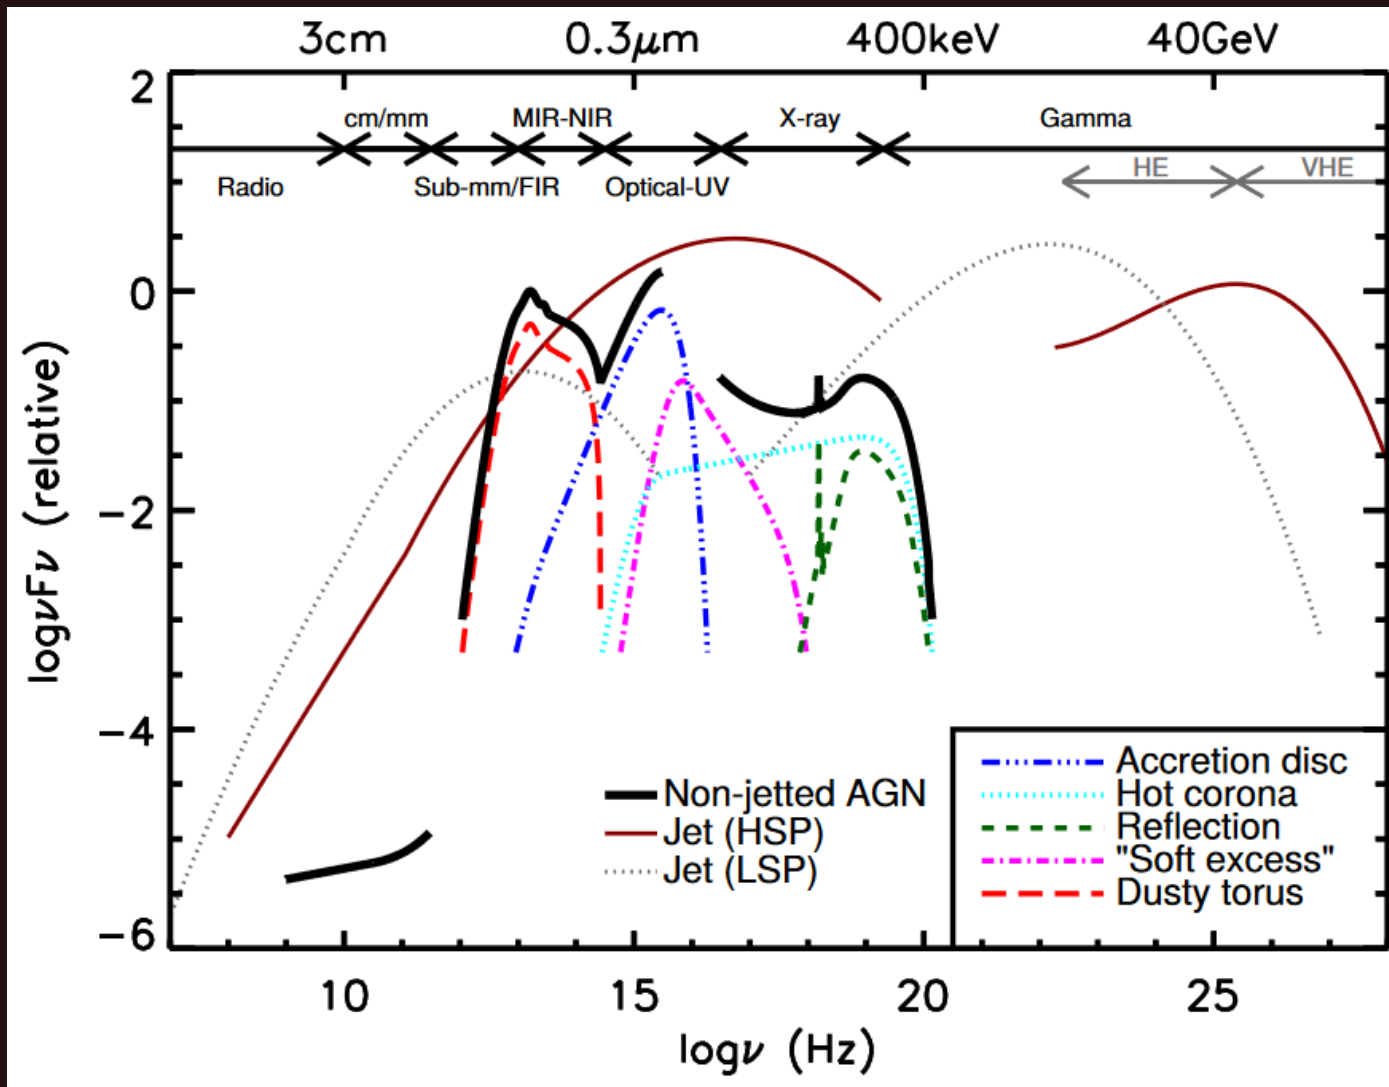 3cm 0.3μm 400keV 40GeV
2
cm/mm MIR-NIR X-ray Gamma
HE VHE
Radio Sub-mm/FIR Optical-UV
0
−2
−4
−6
logνFν (relative)
Non-jetted AGN
Jet (HSP)
Jet (LSP)
Accretion disc
Hot corona
Reflection
"Soft excess"
Dusty torus
10 15 20 25
logν (Hz)